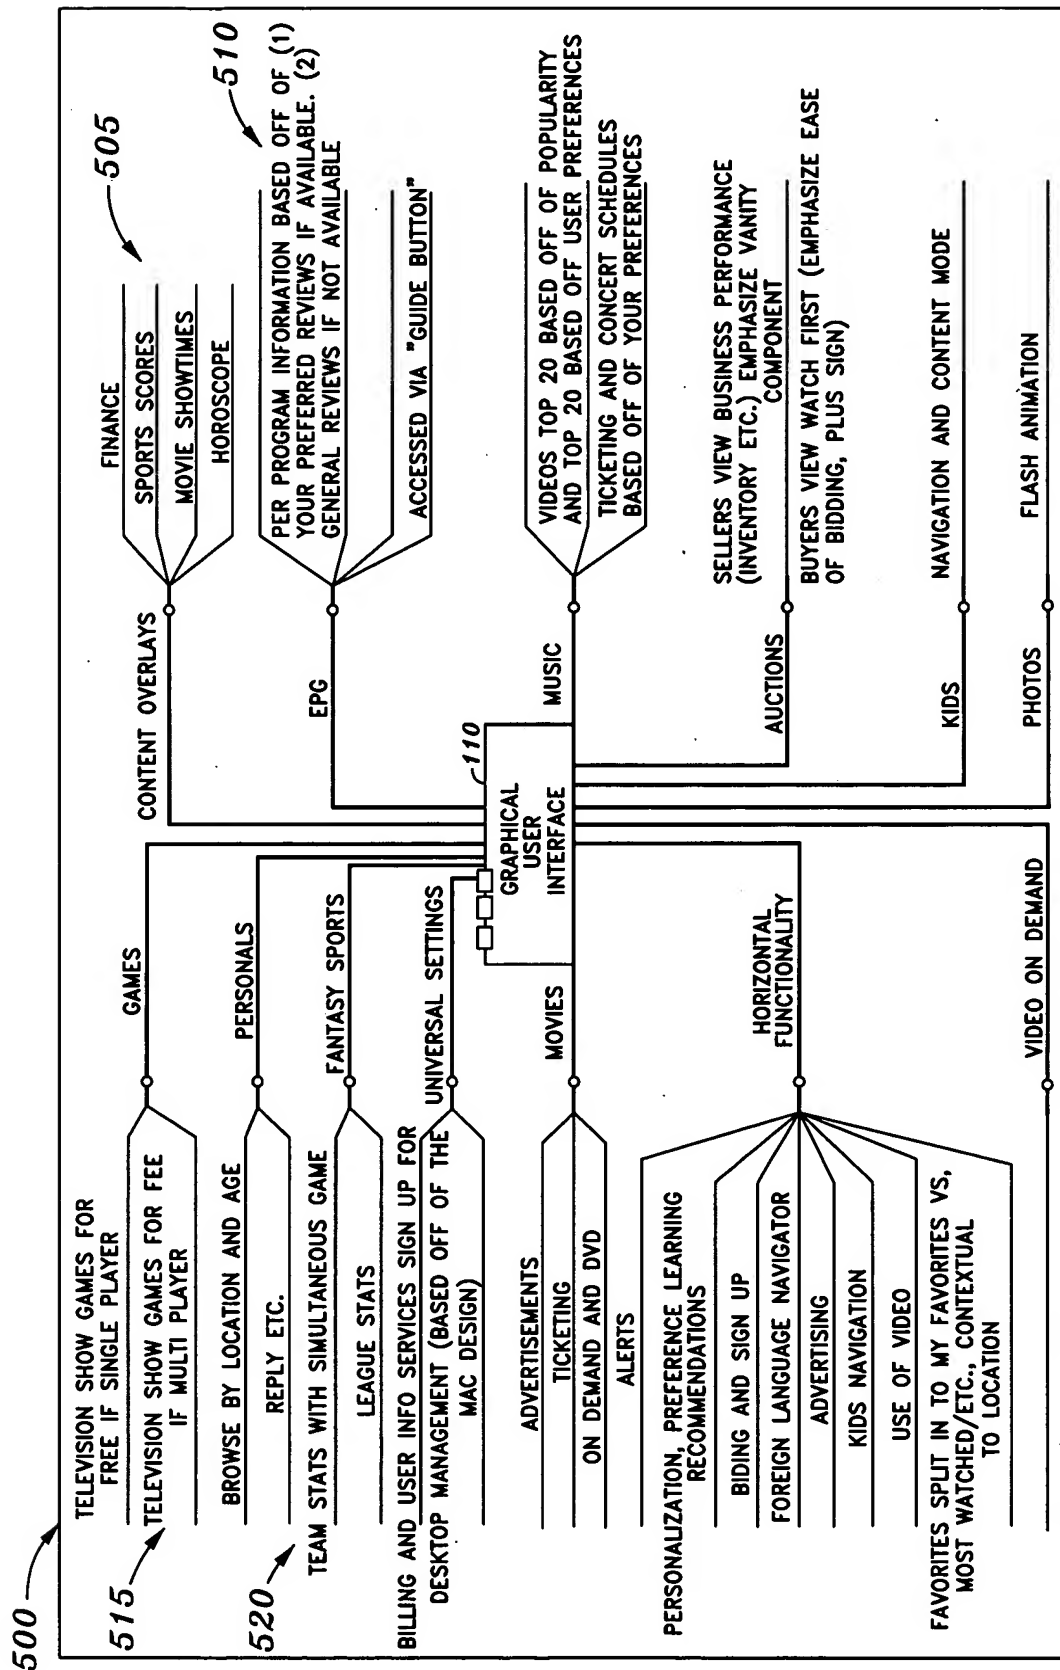 500
TELEVISION SHOW GAMES FOR
FREE IF SINGLE PLAYER
515
TELEVISION SHOW GAMES FOR FEE
IF MULTI PLAYER
GAMES
BROWSE BY LOCATION AND AGE
REPLY ETC.
PERSONALS
520
TEAM STATS WITH SIMULTANEOUS GAME
LEAGUE STATS
FANTASY SPORTS
BILLING AND USER INFO SERVICES SIGN UP FOR
DESKTOP MANAGEMENT (BASED OFF OF THE
MAC DESIGN)
UNIVERSAL SETTINGS
ADVERTISEMENTS
TICKETING
ON DEMAND AND DVD
ALERTS
MOVIES
PERSONALIZATION, PREFERENCE LEARNING
RECOMMENDATIONS
BIDING AND SIGN UP
FOREIGN LANGUAGE NAVIGATOR
ADVERTISING
KIDS NAVIGATION
USE OF VIDEO
FAVORITES SPLIT IN TO MY FAVORITES VS,
MOST WATCHED/ETC., CONTEXTUAL
TO LOCATION
HORIZONTAL
FUNCTIONALITY
VIDEO ON DEMAND
GRAPHICAL
USER
INTERFACE
110
CONTENT OVERLAYS
FINANCE
SPORTS SCORES
MOVIE SHOWTIMES
HOROSCOPE
505
EPG
PER PROGRAM INFORMATION BASED OFF OF (1)
YOUR PREFERRED REVIEWS IF AVAILABLE. (2)
GENERAL REVIEWS IF NOT AVAILABLE
ACCESSED VIA "GUIDE BUTTON"
510
MUSIC
VIDEOS TOP 20 BASED OFF OF POPULARITY
AND TOP 20 BASED OFF USER PREFERENCES
TICKETING AND CONCERT SCHEDULES
BASED OFF OF YOUR PREFERENCES
AUCTIONS
SELLERS VIEW BUSINESS PERFORMANCE
(INVENTORY ETC.) EMPHASIZE VANITY
COMPONENT
BUYERS VIEW WATCH FIRST (EMPHASIZE EASE
OF BIDDING, PLUS SIGN)
KIDS
NAVIGATION AND CONTENT MODE
PHOTOS
FLASH ANIMATION